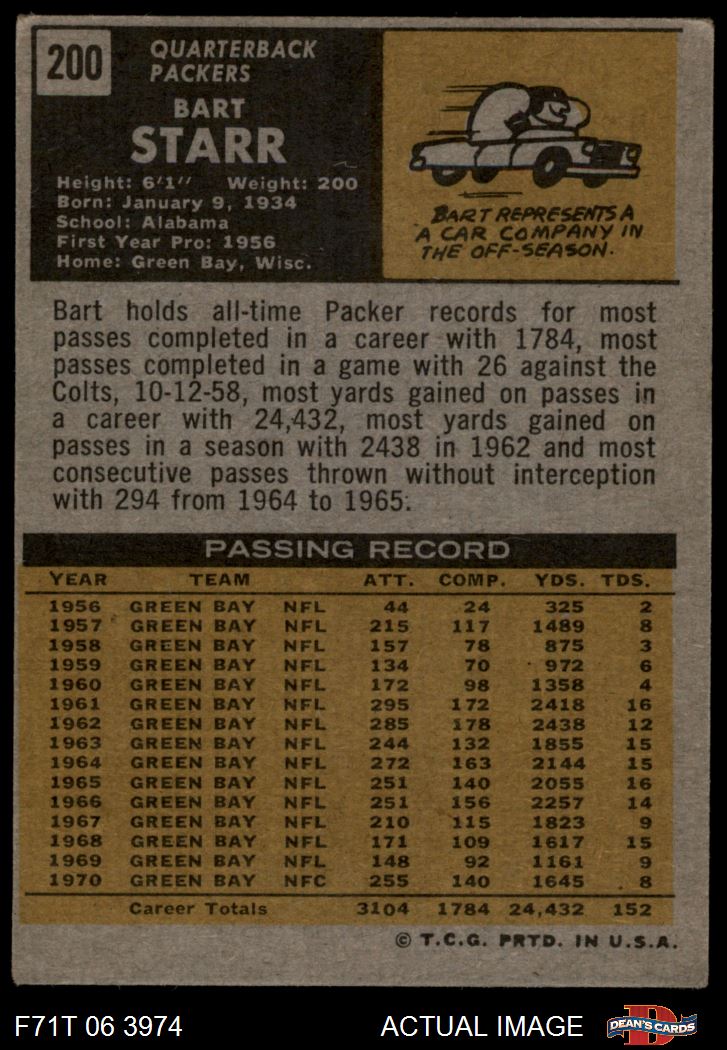 200
QUARTERBACK
PACKERS
BART
STARR
Height: 6'1" Weight: 200
Born: January 9, 1934
School: Alabama
First Year Pro: 1956
Home: Green Bay, Wisc.
BART REPRESENTS A
A CAR COMPANY IN
THE OFF-SEASON.
Bart holds all-time Packer records for most
passes completed in a career with 1784, most
passes completed in a game with 26 against the
Colts, 10-12-58, most yards gained on passes in
a career with 24,432, most yards gained on
passes in a season with 2438 in 1962 and most
consecutive passes thrown without interception
with 294 from 1964 to 1965.
PASSING RECORD
YEAR TEAM ATT. COMP. YDS. TDS.
1956 GREEN BAY NFL 44 24 325 2
1957 GREEN BAY NFL 215 117 1489 8
1958 GREEN BAY NFL 157 78 875 3
1959 GREEN BAY NFL 134 70 972 6
1960 GREEN BAY NFL 172 98 1358 4
1961 GREEN BAY NFL 295 172 2418 16
1962 GREEN BAY NFL 285 178 2438 12
1963 GREEN BAY NFL 244 132 1855 15
1964 GREEN BAY NFL 272 163 2144 15
1965 GREEN BAY NFL 251 140 2055 16
1966 GREEN BAY NFL 251 156 2257 14
1967 GREEN BAY NFL 210 115 1823 9
1968 GREEN BAY NFL 171 109 1617 15
1969 GREEN BAY NFL 148 92 1161 9
1970 GREEN BAY NFC 255 140 1645 8
Career Totals 3104 1784 24,432 152
© T.C.G. PRTD. IN U.S.A.
F71T 06 3974 ACTUAL IMAGE
D
DEAN'S CARDS